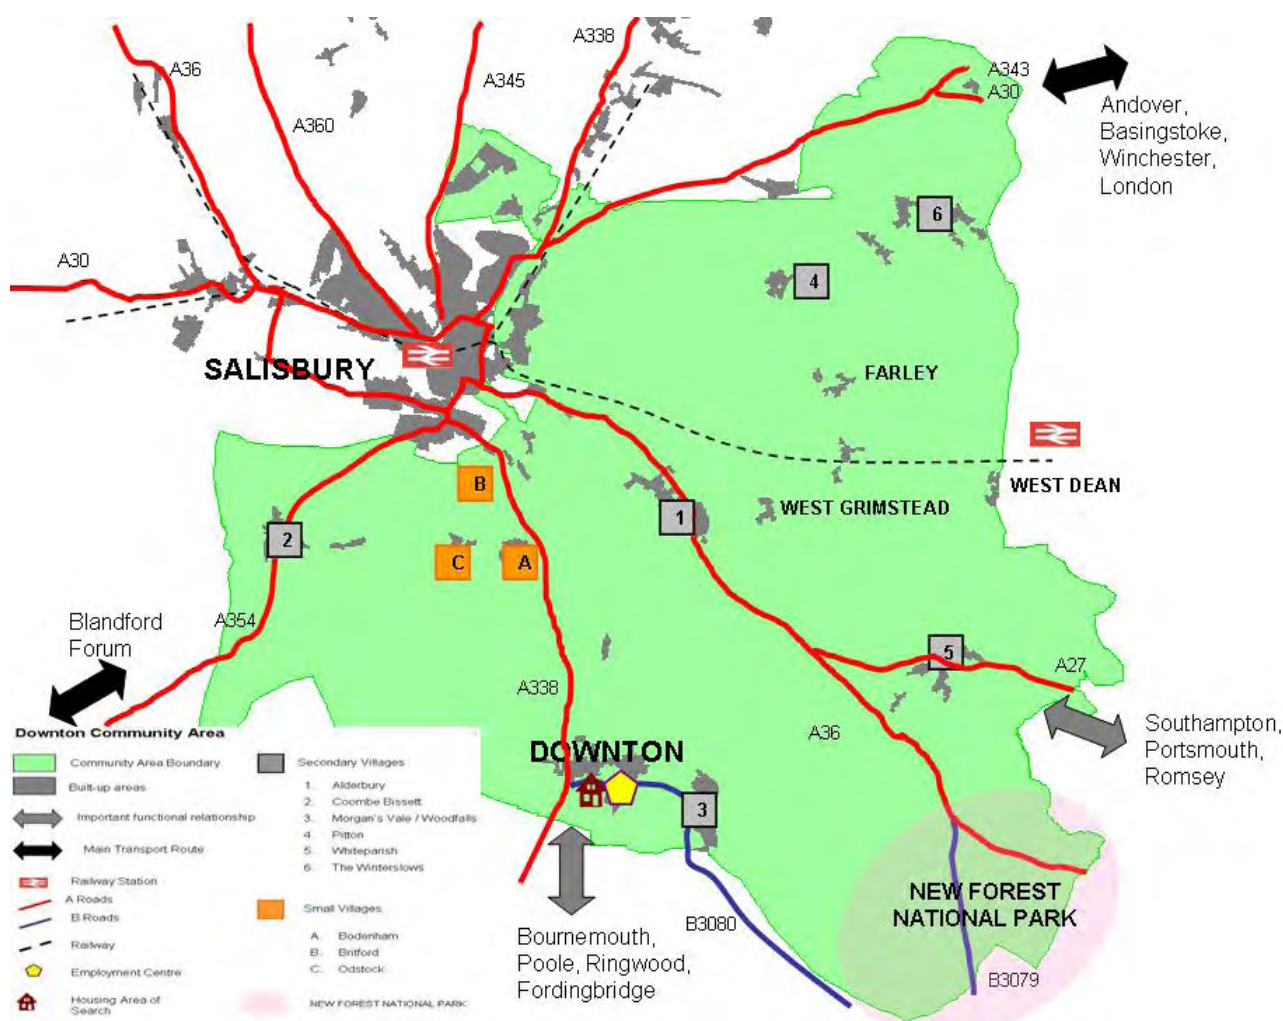 A36
A360
A345
A338
A343
A30
Andover,
Basingstoke,
Winchester,
London
6
A30
4
SALISBURY
FARLEY
WEST DEAN
B
WEST GRIMSTEAD
1
2
C
A
A354
Blandford
Forum
5
A27
A338
A36
Southampton,
Portsmouth,
Romsey
DOWNTON
3
NEW FOREST
NATIONAL PARK
B3080
B3079
Bournemouth,
Poole, Ringwood,
Fordingbridge
Downton Community Area
Community Area Boundary
Built-up areas
Important functional relationship
Main Transport Route
Railway Station
A Roads
B Roads
Railway
Employment Centre
Housing Area of
Search
Secondary Villages
1. Alderbury
2. Coombe Bissett
3. Morgan's Vale / Woodfalls
4. Pitton
5. Whiteparish
6. The Winterslows
Small Villages
A. Bodenham
B. Britford
C. Odstock
NEW FOREST NATIONAL PARK